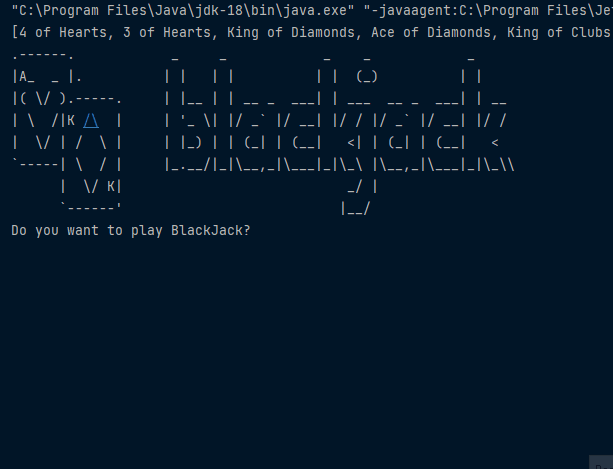 "C:\Program Files\Java\jdk-18\bin\java.exe" "-javaagent:C:\Program Files\Je
[4 of Hearts, 3 of Hearts, King of Diamonds, Ace of Diamonds, King of Clubs
.------.            _     _            _    _            _
|A_  _ |.          | |   | |          | |  (_)          | |
|( \/ ).-----.     | |__ | | __ _  ___| | ___  __ _  ___| | __
| \  /|K /\  |     | '_ \| |/ _` |/ __| |/ / |/ _` |/ __| |/ /
|  \/ | /  \ |     | |_) | | (_| | (__|   <| | (_| | (__|   <
`-----| \  / |     |_.__/|_|\__,_|\___|_|\_\ |\__,_|\___|_|\_\\
      |  \/ K|                            _/ |
      `------'                           |__/
Do you want to play BlackJack?